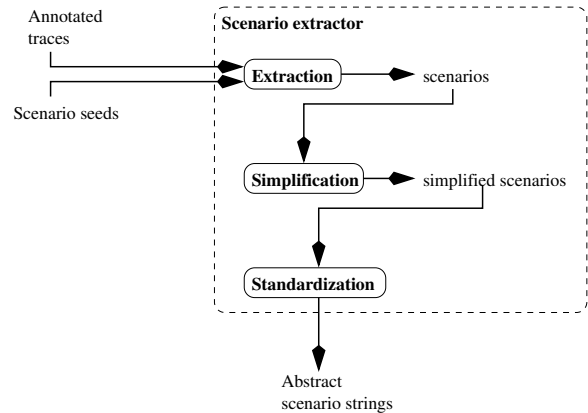 Annotated
traces
Scenario extractor
Extraction
scenarios
Scenario seeds
Simplification
simplified scenarios
Standardization
Abstract
scenario strings